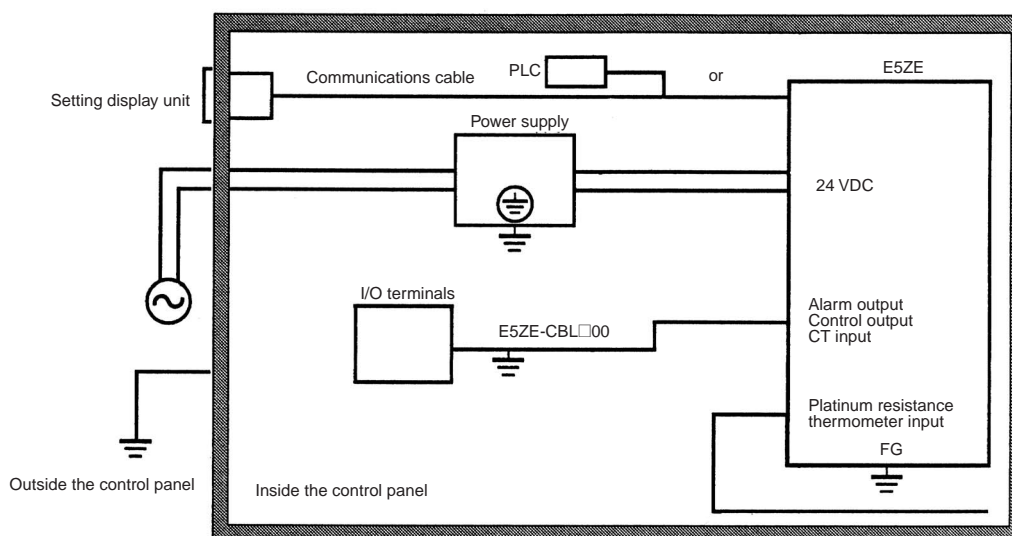 PLC
E5ZE
Communications cable
or
Setting display unit
Power supply
24 VDC
I/O terminals
E5ZE-CBL□00
Alarm output
Control output
CT input
Platinum resistance
thermometer input
FG
Outside the control panel
Inside the control panel